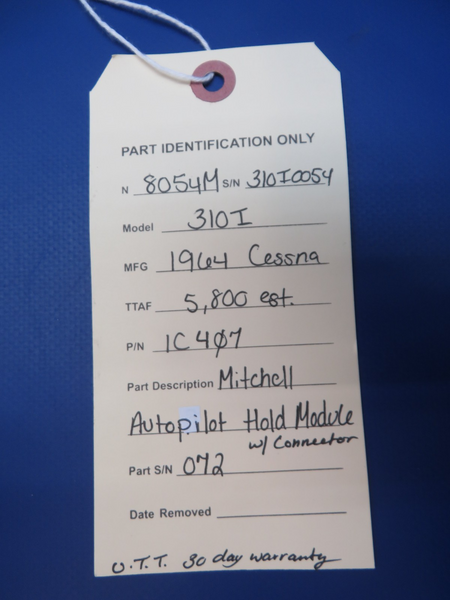 PART IDENTIFICATION ONLY
N 8054M S/N 310I0054
Model 310I
MFG 1964 Cessna
TTAF 5,800 est.
P/N 1C407
Part Description Mitchell
Autopilot Hold Module
w/ Connector
Part S/N 072
Date Removed
U.T.T. 30 day warranty